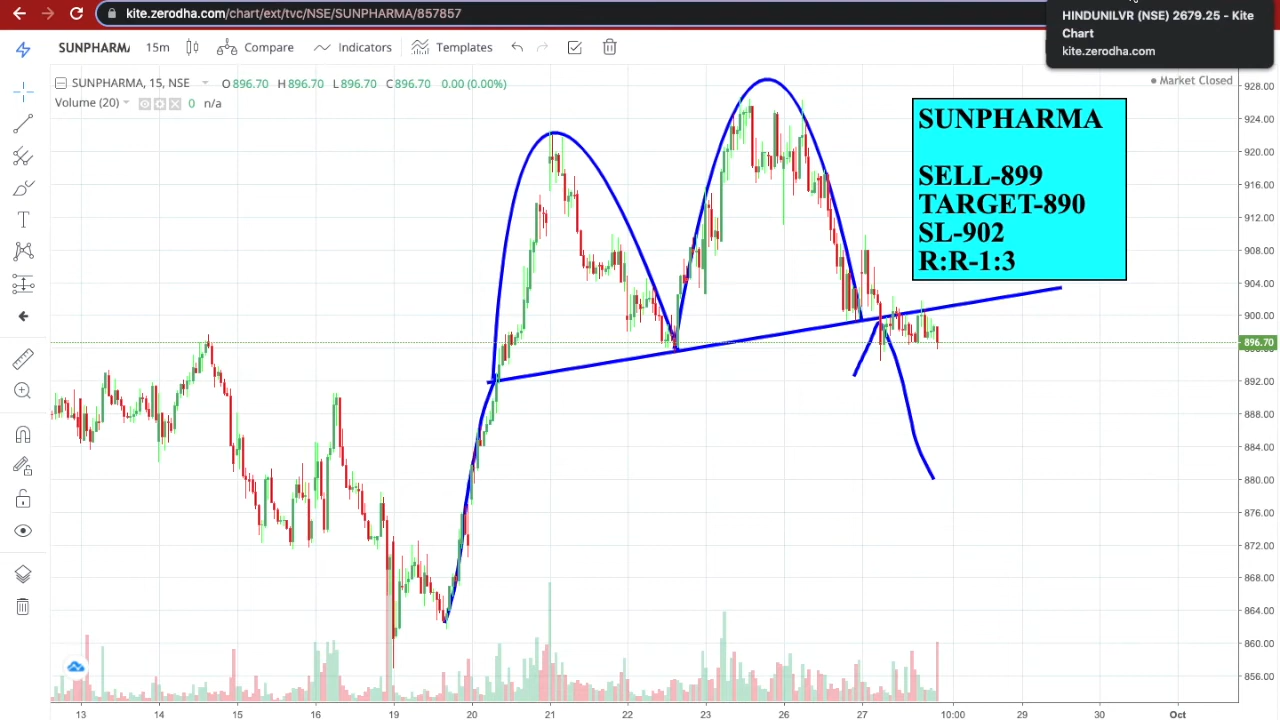 kite.zerodha.com/chart/ext/tvc/NSE/SUNPHARMA/857857
HINDUNILVR (NSE) 2679.25 - Kite
Chart
kite.zerodha.com
SUNPHARMA 15m Compare Indicators Templates
SUNPHARMA, 15, NSE O896.70 H896.70 L896.70 C896.70 0.00 (0.00%)
Market Closed
Volume (20) 0 n/a
SUNPHARMA
SELL-899
TARGET-890
SL-902
R:R-1:3
928.00
924.00
920.00
916.00
912.00
908.00
904.00
900.00
896.70
892.00
888.00
884.00
880.00
876.00
872.00
868.00
864.00
860.00
856.00
13 14 15 16 19 20 21 22 23 26 27 10:00 29 30 Oct